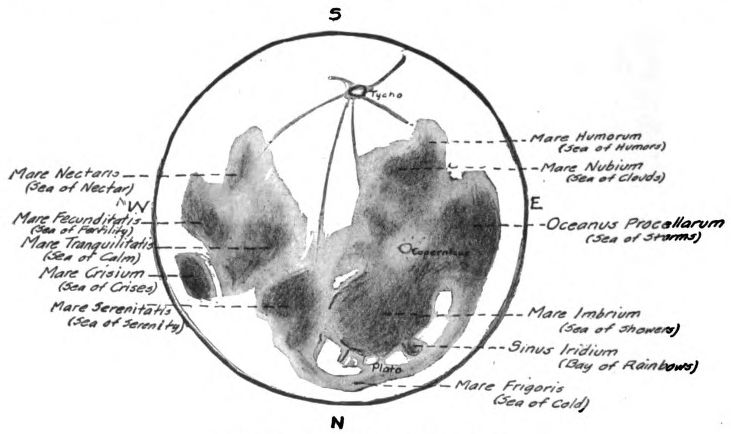 S
Tycho
Mare Humorum
(Sea of Humors)
Mare Nubium
(Sea of Clouds)
Mare Nectaris
(Sea of Nectar)
W
E
Mare Fecunditatis
(Sea of Fertility)
Oceanus Procellarum
(Sea of Storms)
Mare Tranquilitatis
(Sea of Calm)
Copernicus
Mare Crisium
(Sea of Crises)
Mare Serenitatis
(Sea of Serenity)
Mare Imbrium
(Sea of Showers)
Sinus Iridium
(Bay of Rainbows)
Plato
Mare Frigoris
(Sea of Cold)
N